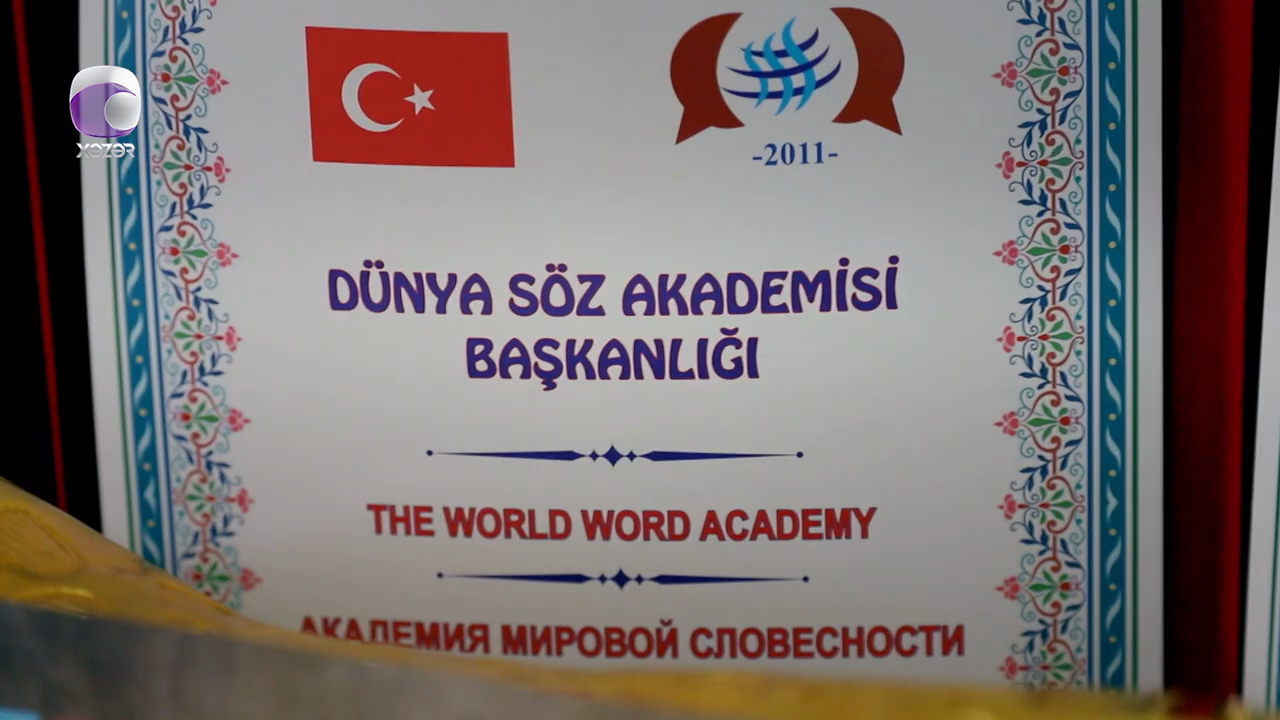 XəZəR
-2011-
DÜNYA SÖZ AKADEMİSİ
BAŞKANLIĞI
THE WORLD WORD ACADEMY
АКАДЕМИЯ МИРОВОЙ СЛОВЕСНОСТИ